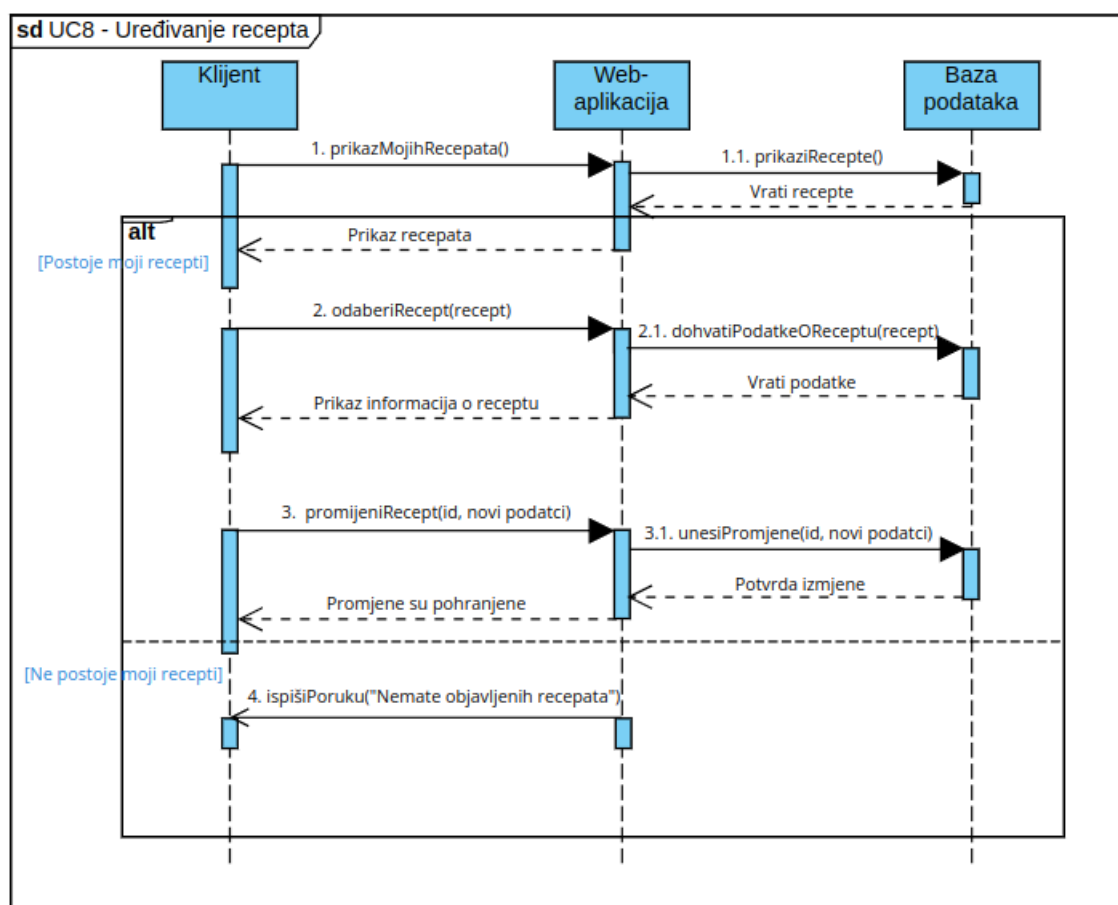 sd UC8 - Uređivanje recepta
Klijent
Web-
aplikacija
Baza
podataka
1. prikazMojihRecepata()
1.1. prikaziRecepte()
Vrati recepte
alt
Prikaz recepata
[Postoje moji recepti]
2. odaberiRecept(recept)
2.1. dohvatiPodatkeOReceptu(recept)
Vrati podatke
Prikaz informacija o receptu
3.  promijeniRecept(id, novi podatci)
3.1. unesiPromjene(id, novi podatci)
Potvrda izmjene
Promjene su pohranjene
[Ne postoje moji recepti]
4. ispišiPoruku("Nemate objavljenih recepata")